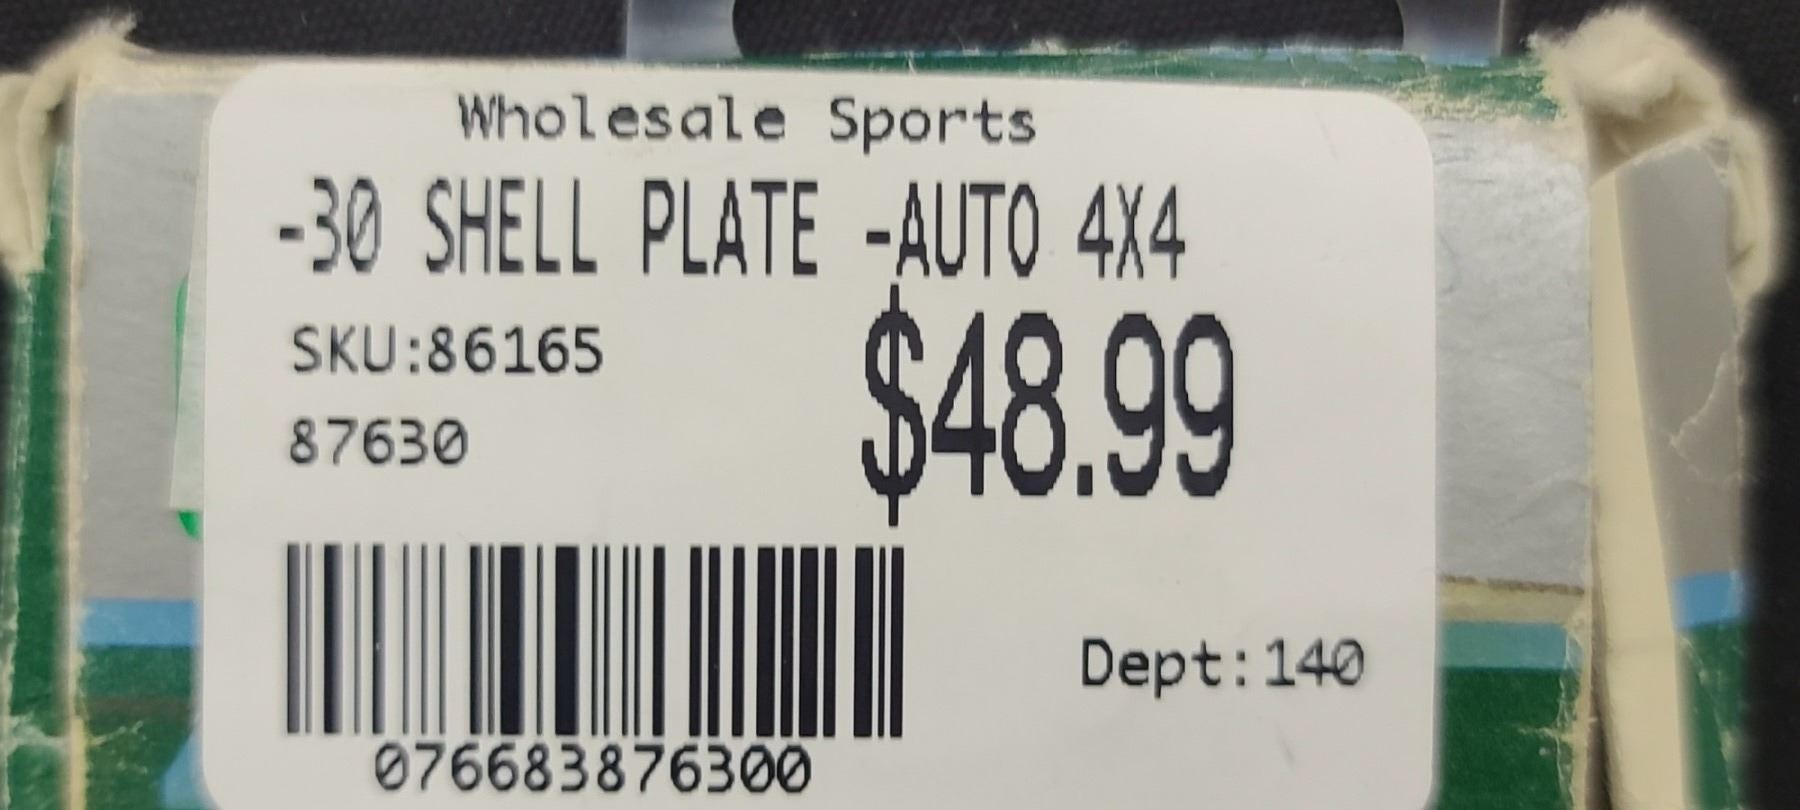 Wholesale Sports
-30 SHELL PLATE -AUTO 4X4
SKU:86165
$48.99
87630
Dept:140
076683876300